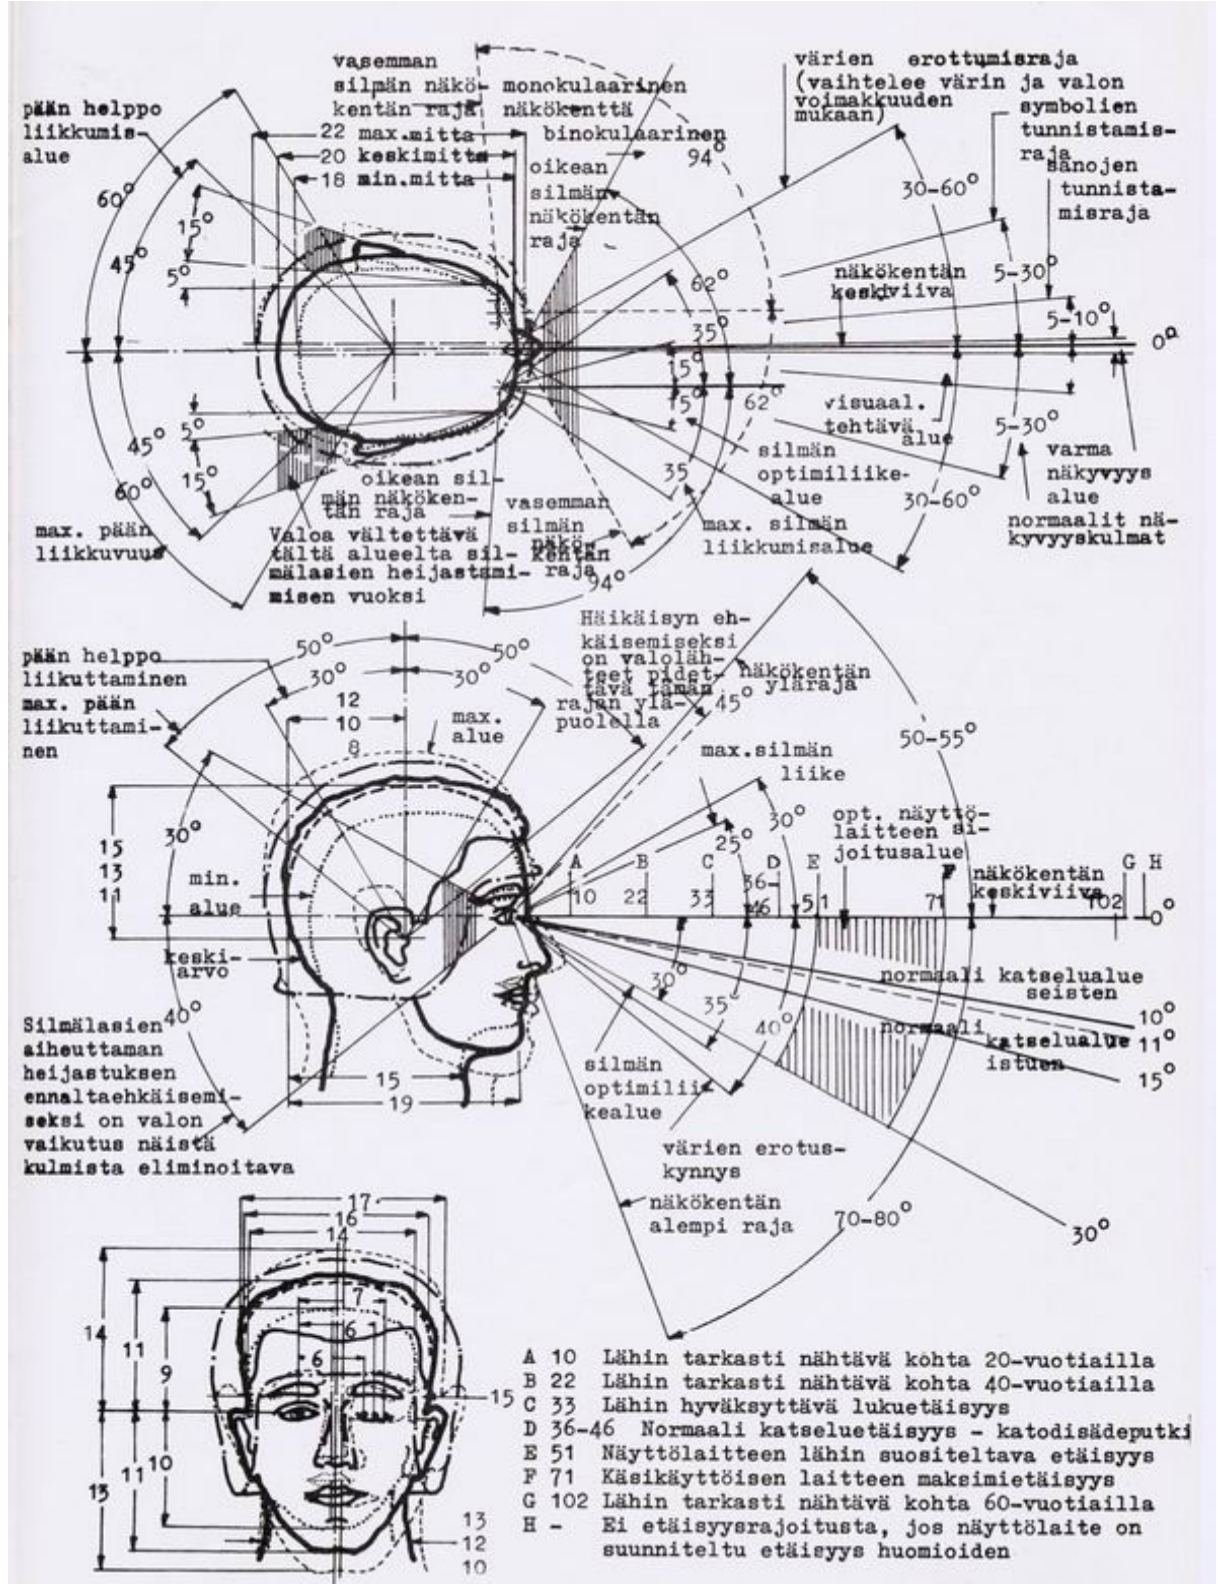 vasemman
silmän näkö-
kentän raja
monokulaarinen
näkökenttä
binokulaarinen
värien erottumisraja
(vaihtelee värin ja valon
voimakkuuden
mukaan)
symbolien
tunnistamis-
raja
sanojen
tunnista-
misraja
pään helppo
liikkumis-
alue
22 max.mitta
20 keskimitta
18 min.mitta
oikean
silmän
näkökentän
raja
94°
60°
45°
15°
5°
30-60°
5-30°
5-10°
0°
näkökentän
keskiviiva
62°
35°
15°
5°
15°
62°
35
45°
60°
5°
15°
visuaal.
tehtävä
alue
5-30°
30-60°
silmän
optimiliike-
alue
varma
näkyvyys
alue
normaalit nä-
kyvyyskulmat
max. silmän
liikkumisalue
max. pään
liikkuvuus
oikean sil-
män näköken-
tän raja
vasemman
silmän
näkö-
kentän
raja
94°
Valoa vältettävä
tältä alueelta sil-
mälasien heijastami-
misen vuoksi
Häikäisyn eh-
käisemiseksi
on valoläh-
teet pidet-
tävä tämän
rajan ylä-
puolella
näkökentän
yläraja
45°
50-55°
pään helppo
liikuttaminen
max. pään
liikuttami-
nen
50°
50°
30°
30°
12
10
8
max.
alue
max.silmän
liike
30°
25°
opt. näyttö-
laitteen si-
joitusalue
30°
15
13
11
min.
alue
keski-
arvo
A B C D E F G H
10 22 33 36-46 51 71 102 0°
näkökentän
keskiviiva
normaali katselualue
seisten
10°
normaali
katselualue
istuen
11°
15°
30°
35°
40°
40°
Silmälasien
aiheuttaman
heijastuksen
ennaltaehkäisemi-
seksi on valon
vaikutus näistä
kulmista eliminoitava
15
19
silmän
optimilii
kealue
värien erotus-
kynnys
näkökentän
alempi raja
70-80°
30°
17
16
14
7
6
6
14
11
9
15
13
11
10
13
12
10
A 10 Lähin tarkasti nähtävä kohta 20-vuotiailla
B 22 Lähin tarkasti nähtävä kohta 40-vuotiailla
C 33 Lähin hyväksyttävä lukuetäisyys
D 36-46 Normaali katseluetäisyys - katodisädeputki
E 51 Näyttölaitteen lähin suositeltava etäisyys
F 71 Käsikäyttöisen laitteen maksimietäisyys
G 102 Lähin tarkasti nähtävä kohta 60-vuotiailla
H - Ei etäisyysrajoitusta, jos näyttölaite on
suunniteltu etäisyys huomioiden